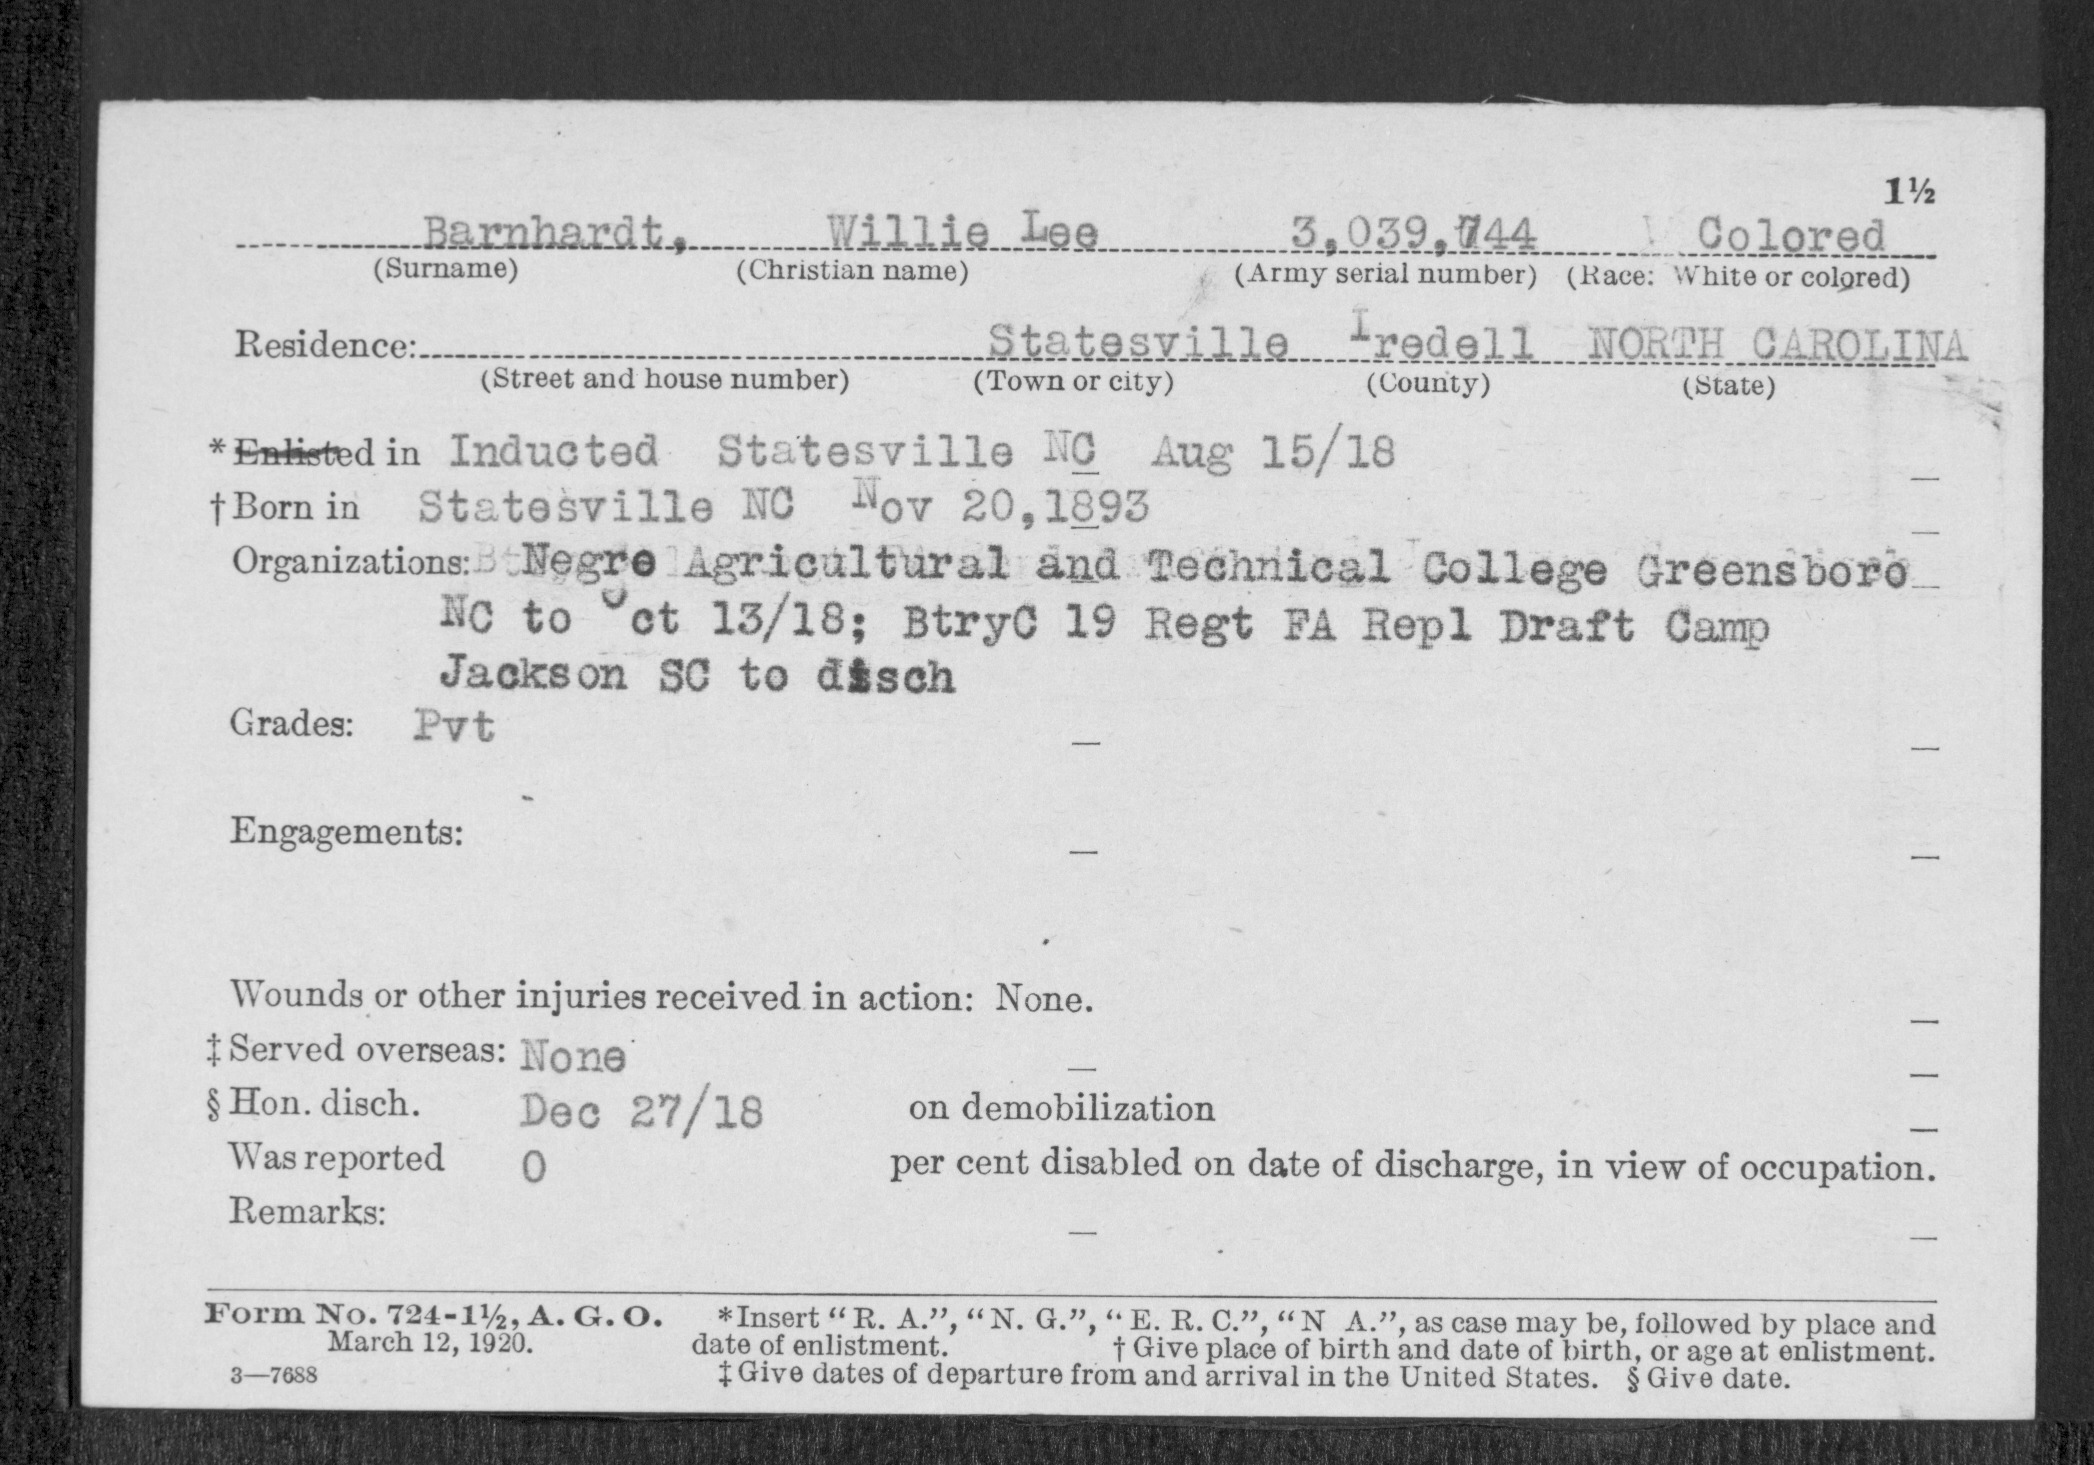 1½
Barnhardt, Willie Lee 3,039,744 Colored
(Surname) (Christian name) (Army serial number) (Race: White or colored)
Residence: Statesville Iredell NORTH CAROLINA
(Street and house number) (Town or city) (County) (State)
*Enlisted in Inducted Statesville NC Aug 15/18
†Born in Statesville NC Nov 20,1893
Organizations: Negro Agricultural and Technical College Greensboro
NC to Oct 13/18; BtryC 19 Regt FA Repl Draft Camp
Jackson SC to disch
Grades: Pvt
Engagements:
Wounds or other injuries received in action: None.
‡Served overseas: None
§Hon. disch. Dec 27/18 on demobilization
Was reported 0 per cent disabled on date of discharge, in view of occupation.
Remarks:
Form No. 724-1½, A. G. O. *Insert "R. A.", "N. G.", "E. R. C.", "N A.", as case may be, followed by place and
March 12, 1920. date of enlistment. †Give place of birth and date of birth, or age at enlistment.
3—7688 ‡Give dates of departure from and arrival in the United States. §Give date.